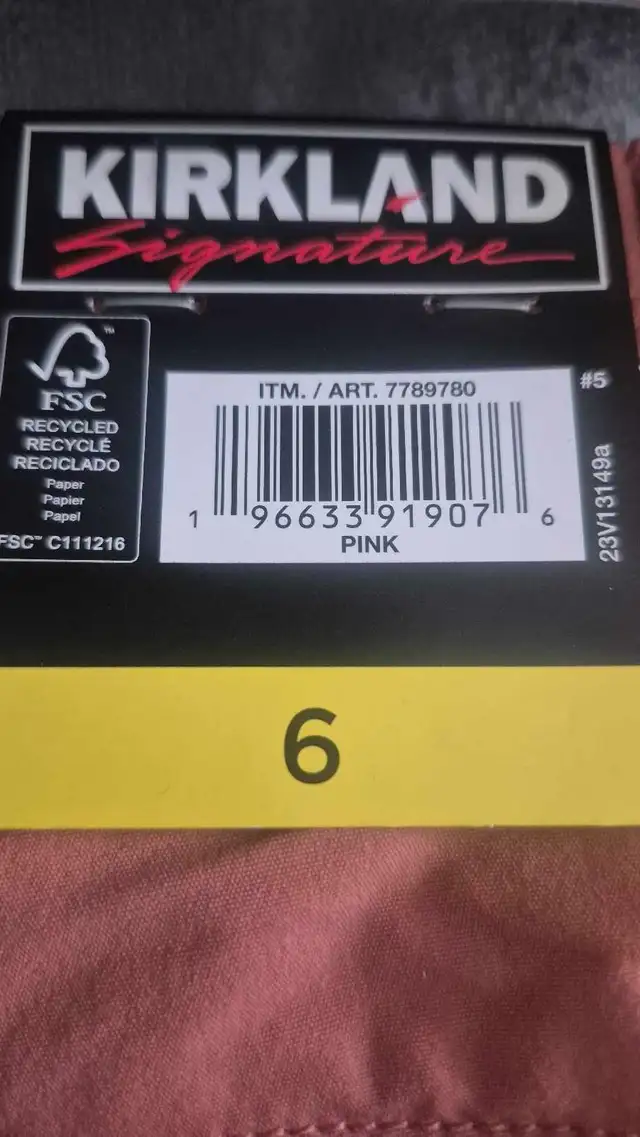 KIRKLAND
Signature
FSC™
RECYCLED
RECYCLÉ
RECICLADO
Paper
Papier
Papel
FSC™ C111216
ITM. / ART. 7789780
1 96633 91907 6
PINK
#5
23V13149a
6